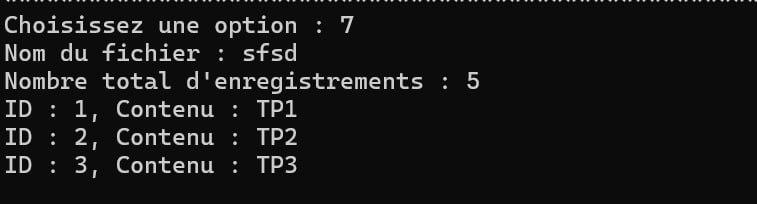 Choisissez une option : 7
Nom du fichier : sfsd
Nombre total d'enregistrements : 5
ID : 1, Contenu : TP1
ID : 2, Contenu : TP2
ID : 3, Contenu : TP3